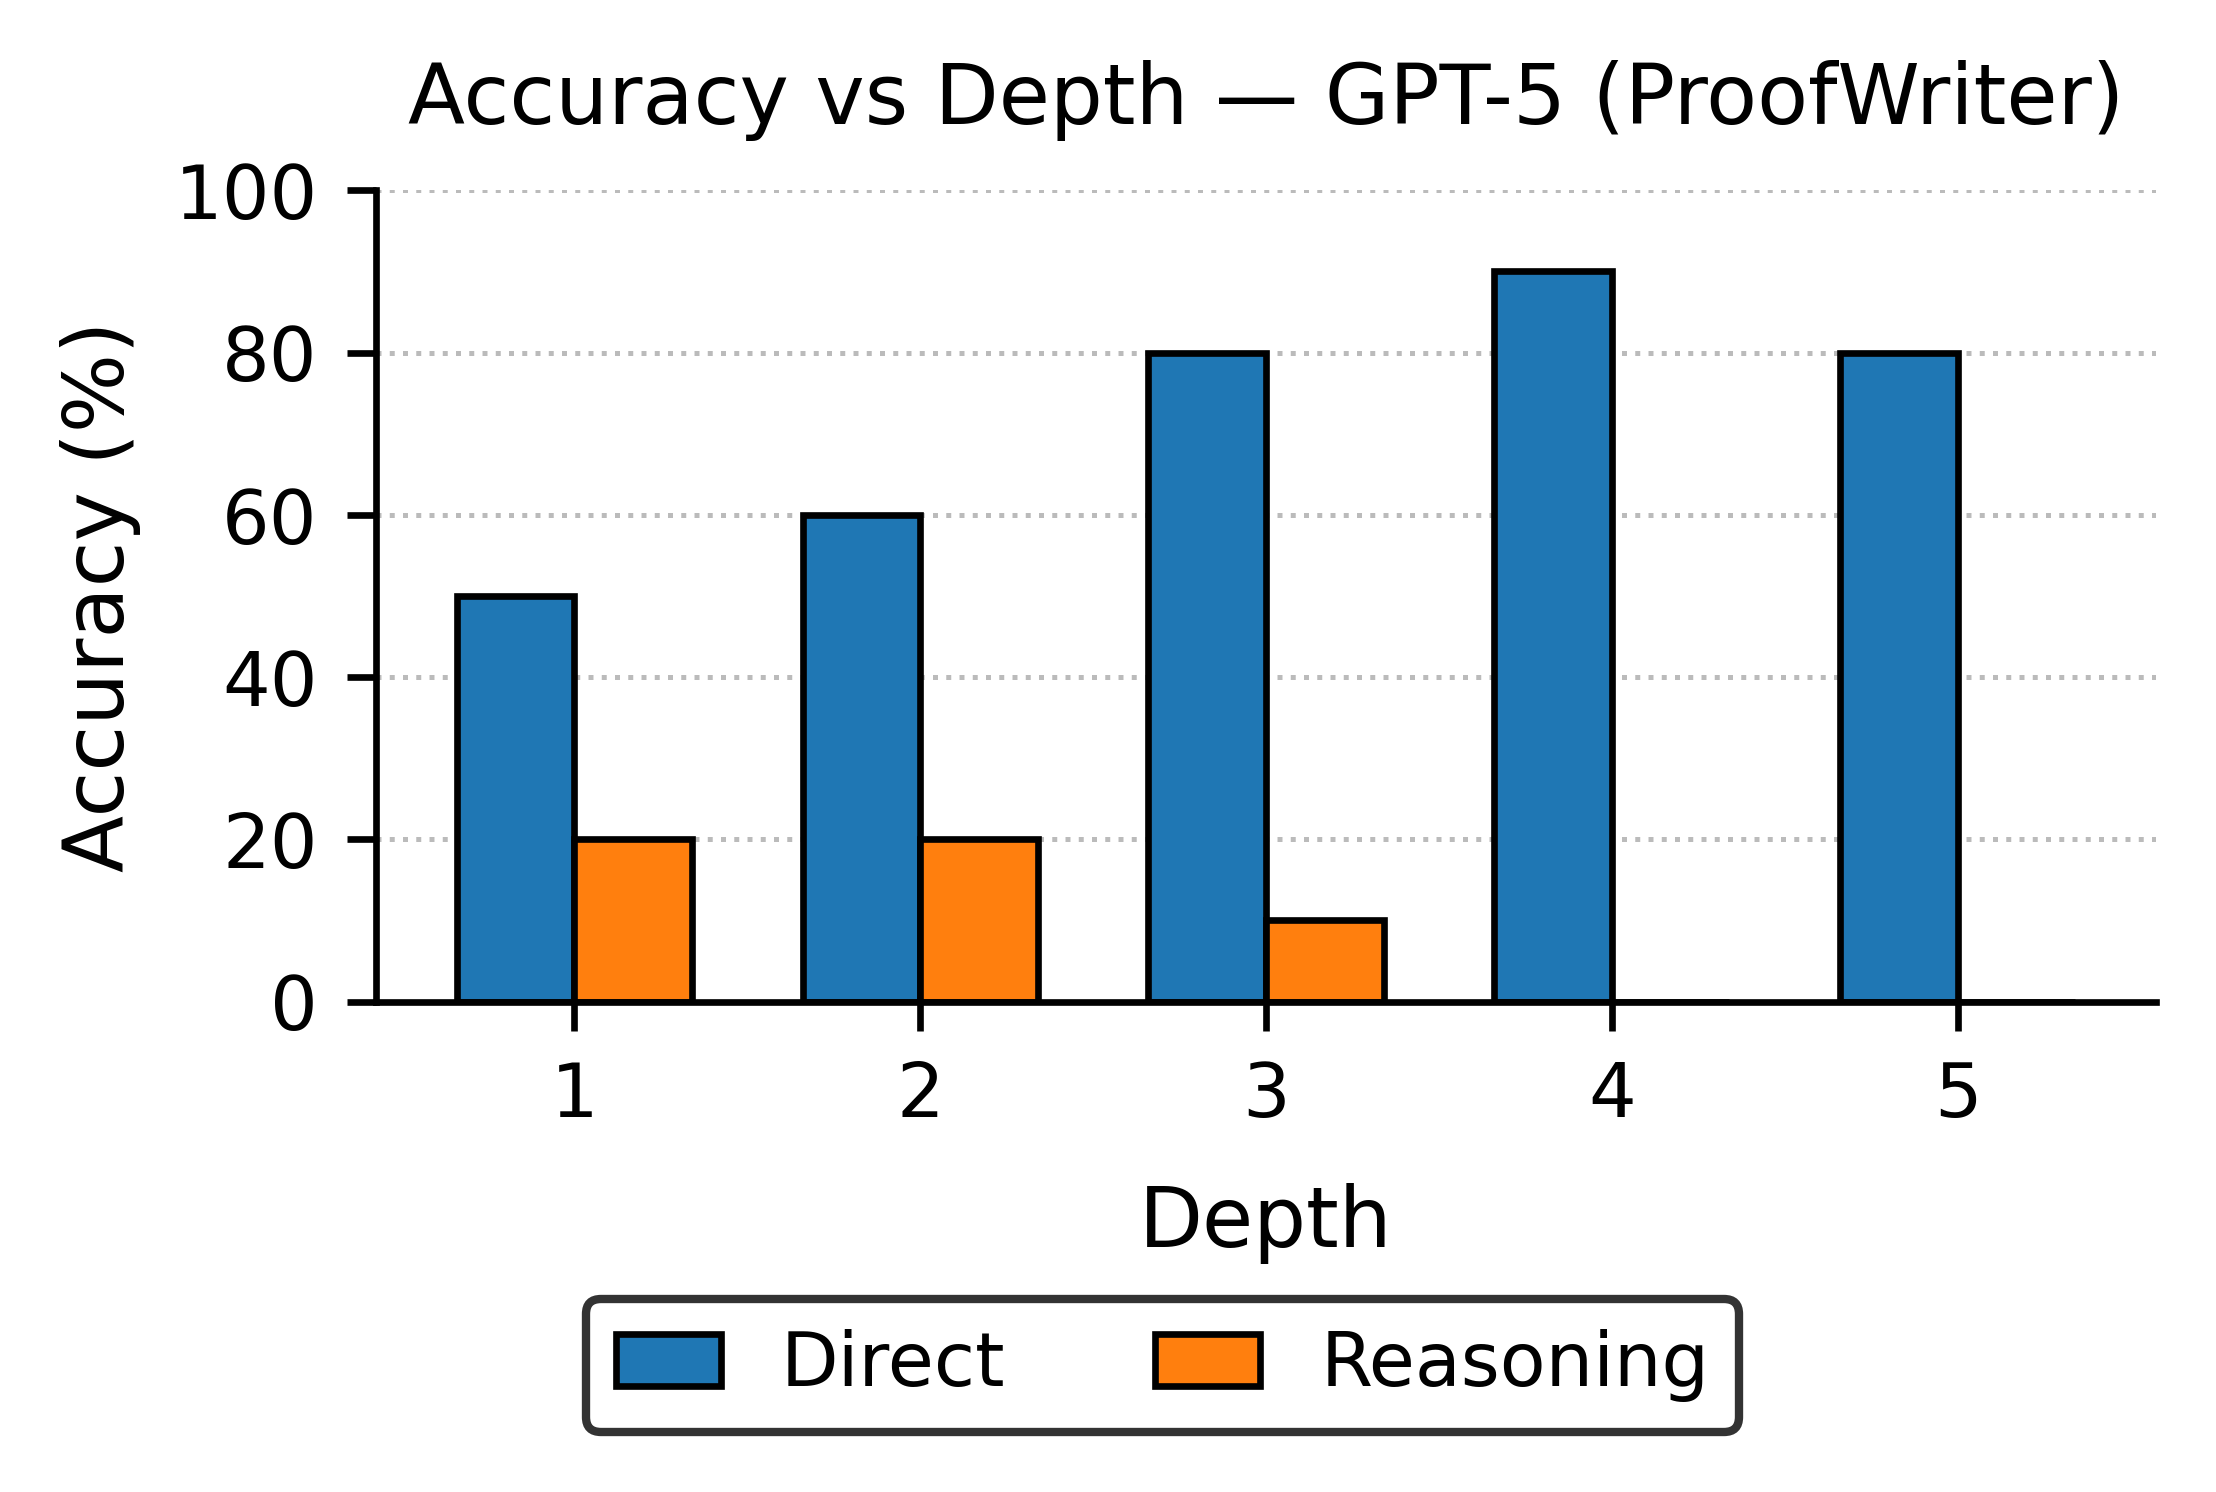 Accuracy vs Depth — GPT-5 (ProofWriter)
Accuracy (%)
100
80
60
40
20
0
1 2 3 4 5
Depth
Direct Reasoning